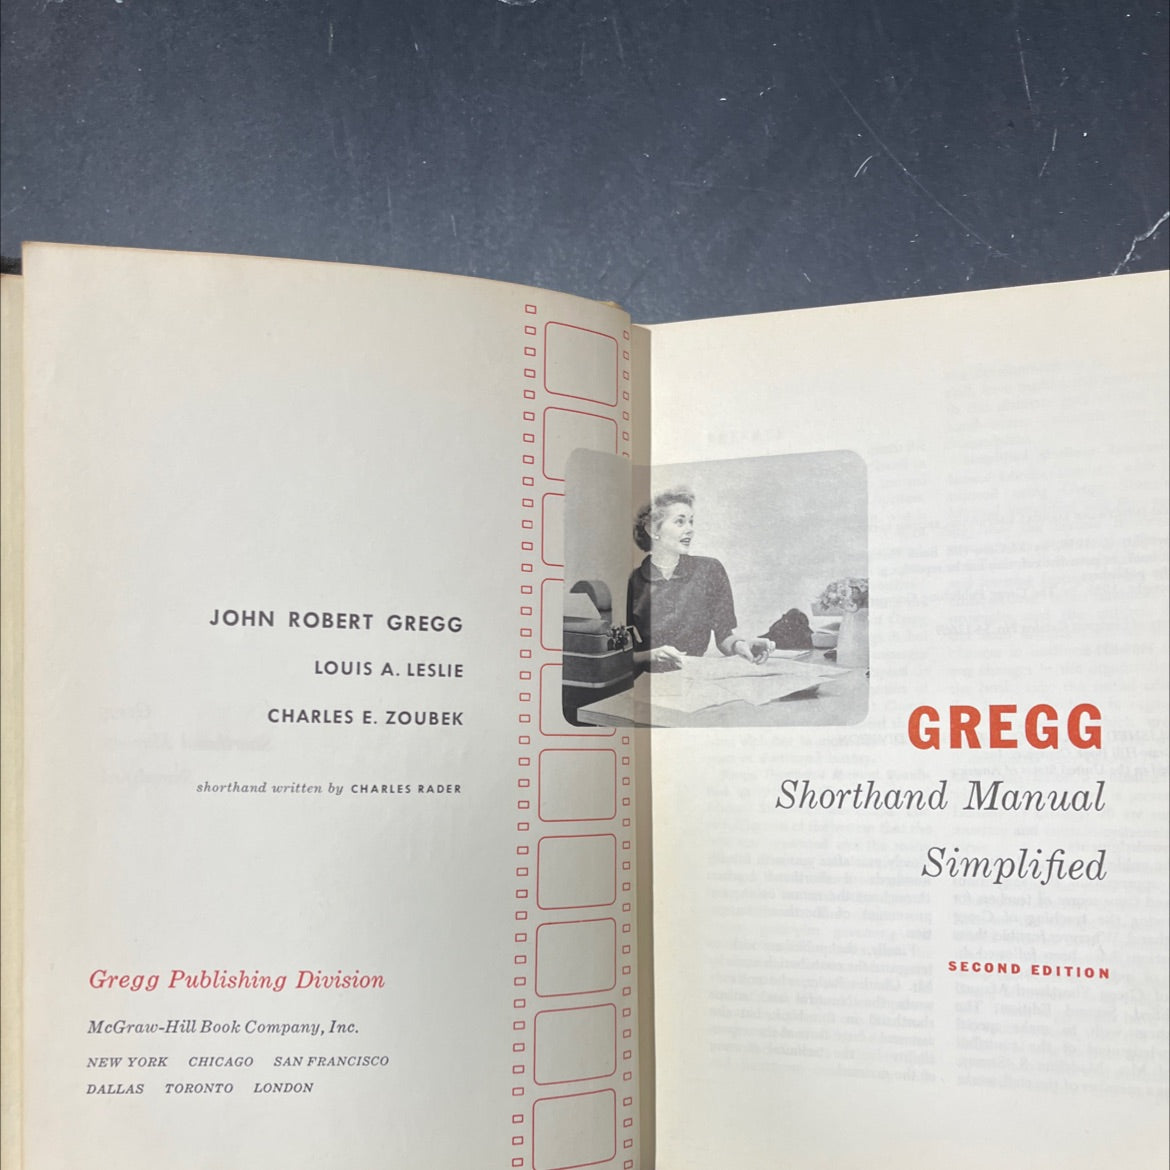 JOHN ROBERT GREGG
LOUIS A. LESLIE
CHARLES E. ZOUBEK
shorthand written by CHARLES RADER
Gregg Publishing Division
McGraw-Hill Book Company, Inc.
NEW YORK CHICAGO SAN FRANCISCO
DALLAS TORONTO LONDON
GREGG
Shorthand Manual
Simplified
SECOND EDITION